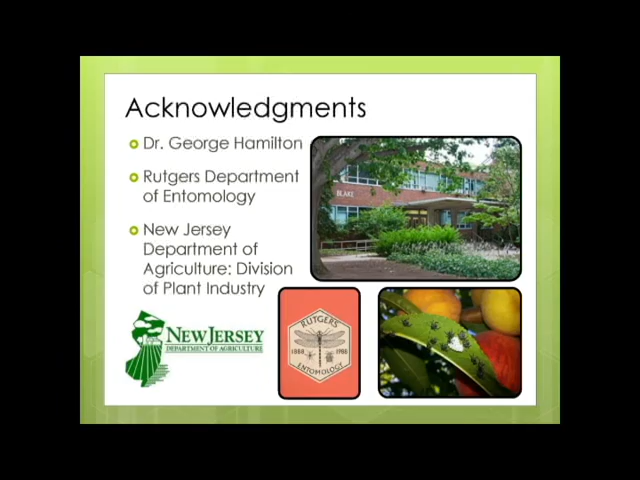 Acknowledgments
Dr. George Hamilton
Rutgers Department
of Entomology
New Jersey
Department of
Agriculture: Division
of Plant Industry
BLAKE
NEW JERSEY
DEPARTMENT OF AGRICULTURE
RUTGERS
1888 1988
ENTOMOLOGY